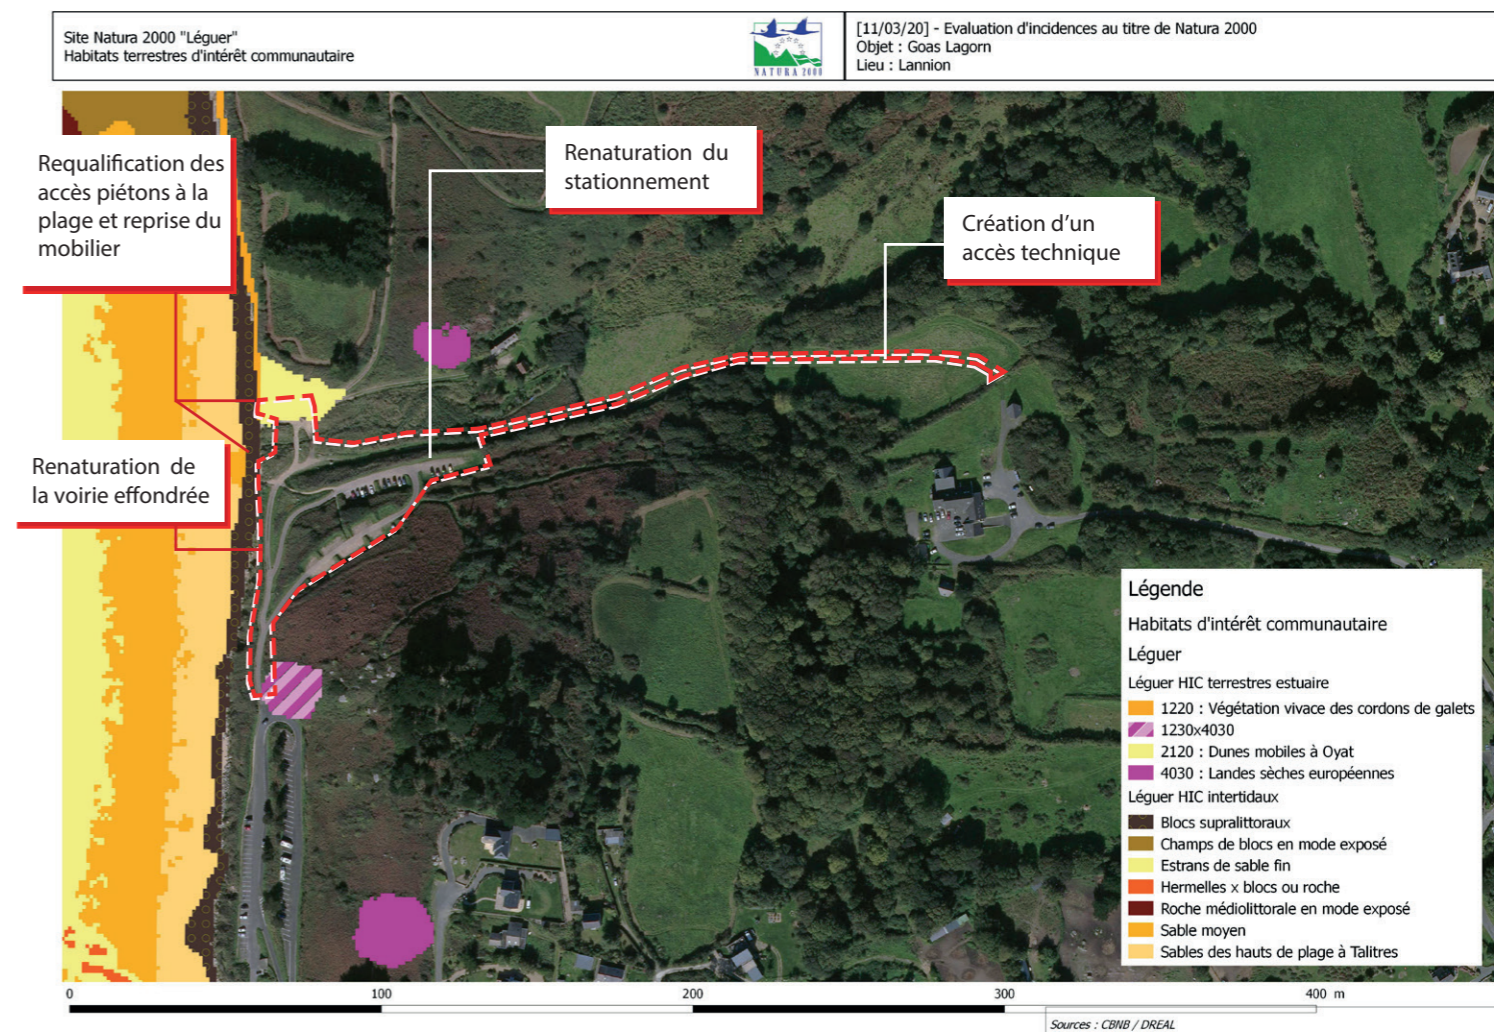 Site Natura 2000 "Léguer"
Habitats terrestres d'intérêt communautaire
NATURA 2000
[11/03/20] - Evaluation d'incidences au titre de Natura 2000
Objet : Goas Lagorn
Lieu : Lannion
Requalification des
accès piétons à la
plage et reprise du
mobilier
Renaturation du
stationnement
Création d'un
accès technique
Renaturation de
la voirie effondrée
Légende
Habitats d'intérêt communautaire
Léguer
Léguer HIC terrestres estuaire
1220 : Végétation vivace des cordons de galets
1230x4030
2120 : Dunes mobiles à Oyat
4030 : Landes sèches européennes
Léguer HIC intertidaux
Blocs supralittoraux
Champs de blocs en mode exposé
Estrans de sable fin
Hermelles x blocs ou roche
Roche médiolittorale en mode exposé
Sable moyen
Sables des hauts de plage à Talitres
0 100 200 300 400 m
Sources : CBNB / DREAL